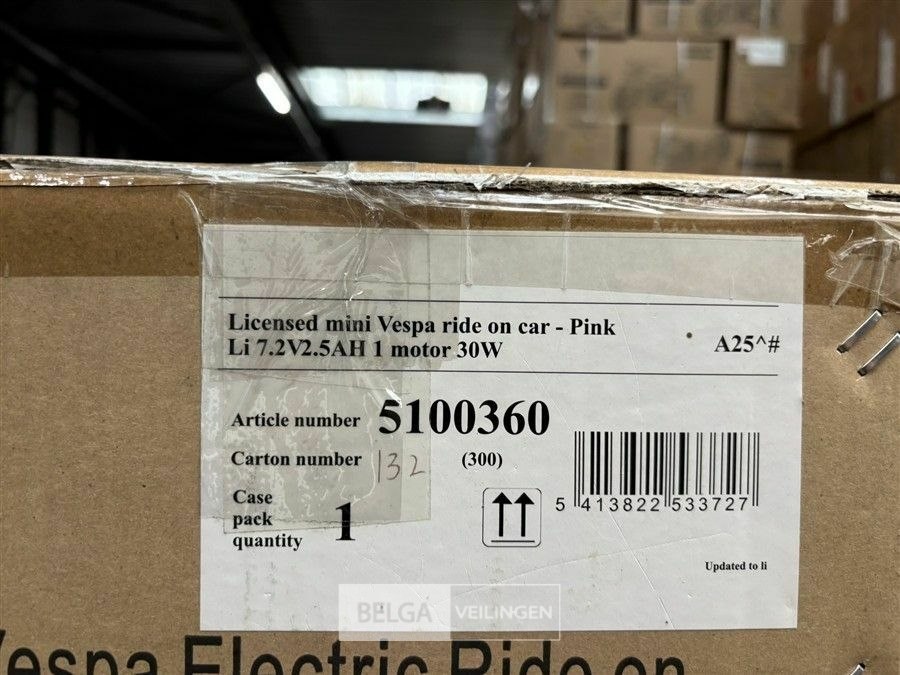 Licensed mini Vespa ride on car - Pink
Li 7.2V2.5AH 1 motor 30W
A25^#
Article number 5100360
Carton number 132 (300)
Case
pack
quantity
1
5 413822 533727
Updated to li
BELGA VEILINGEN
Vespa Electric Ride on